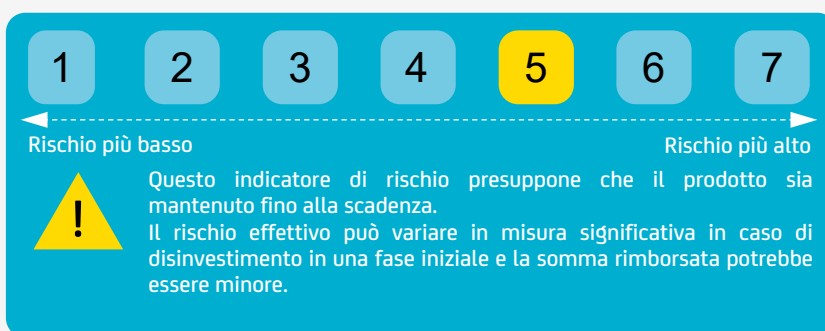 1 2 3 4 5 6 7
Rischio più basso Rischio più alto
!
Questo indicatore di rischio presuppone che il prodotto sia
mantenuto fino alla scadenza.
Il rischio effettivo può variare in misura significativa in caso di
disinvestimento in una fase iniziale e la somma rimborsata potrebbe
essere minore.